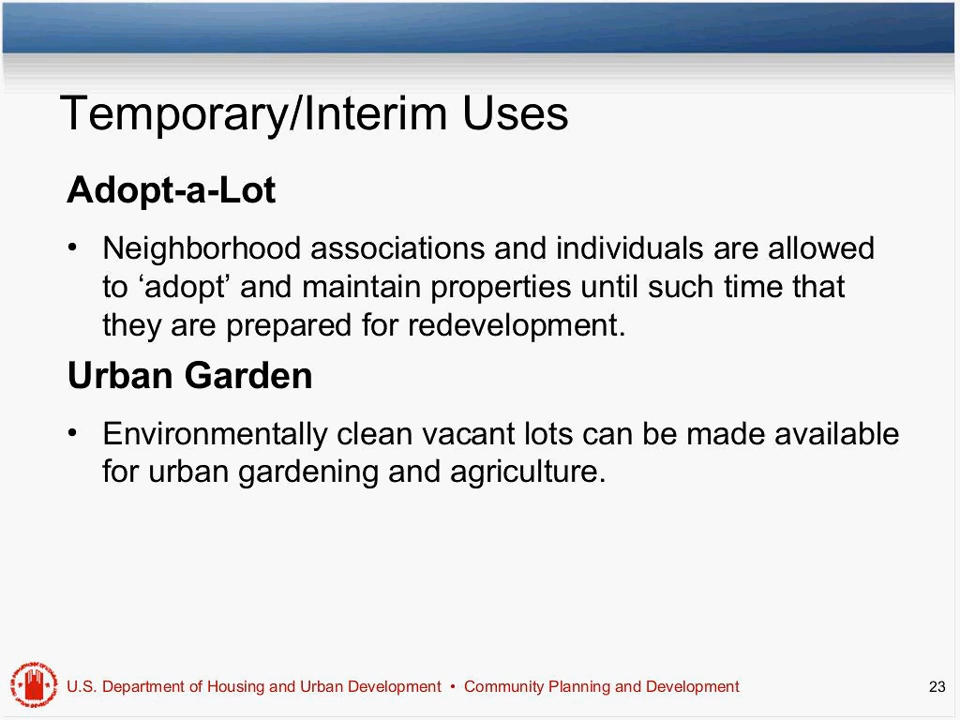 Temporary/Interim Uses
Adopt-a-Lot
• Neighborhood associations and individuals are allowed
to ‘adopt’ and maintain properties until such time that
they are prepared for redevelopment.
Urban Garden
• Environmentally clean vacant lots can be made available
for urban gardening and agriculture.
U.S. Department of Housing and Urban Development • Community Planning and Development 23